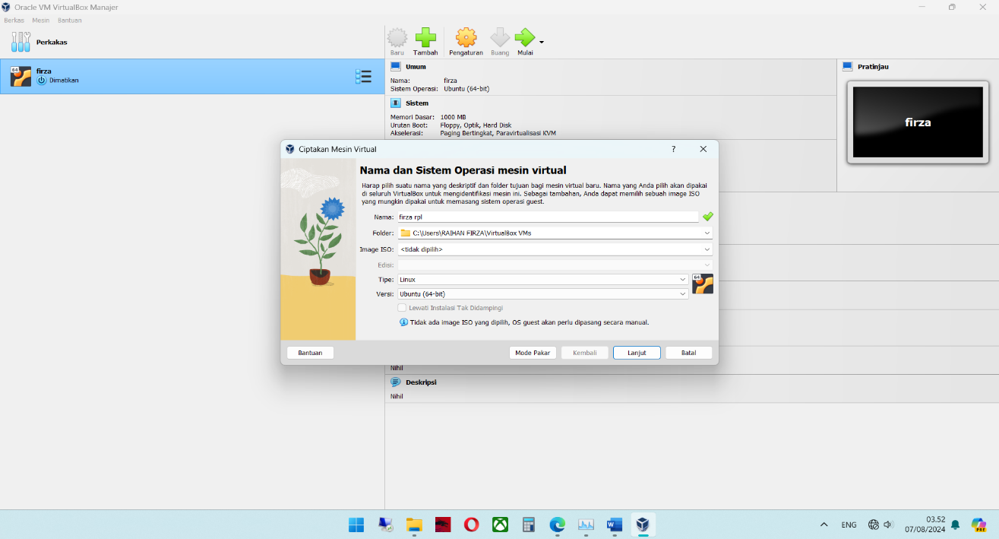 Oracle VM VirtualBox Manajer
Berkas Mesin Bantuan
Perkakas
Baru Tambah Pengaturan Buang Mulai
64
firza
Dimatikan
Umum
Nama: firza
Sistem Operasi: Ubuntu (64-bit)
Sistem
Memori Dasar: 1000 MB
Urutan Boot: Floppy, Optik, Hard Disk
Akselerasi: Paging Bertingkat, Paravirtualisasi KVM
Pratinjau
firza
Ciptakan Mesin Virtual
?
Nama dan Sistem Operasi mesin virtual
Harap pilih suatu nama yang deskriptif dan folder tujuan bagi mesin virtual baru. Nama yang Anda pilih akan dipakai
di seluruh VirtualBox untuk mengidentifikasi mesin ini. Sebagai tambahan, Anda dapat memilih sebuah image ISO
yang mungkin dipakai untuk memasang sistem operasi guest.
Nama: firza rpl
Folder: C:\Users\RAIHAN FIRZA\VirtualBox VMs
Image ISO: <tidak dipilih>
Edisi:
Tipe: Linux
64
Versi: Ubuntu (64-bit)
Lewati Instalasi Tak Didampingi
Tidak ada image ISO yang dipilih, OS guest akan perlu dipasang secara manual.
Bantuan Mode Pakar Kembali Lanjut Batal
Nihil
Deskripsi
Nihil
ENG
03.52
07/08/2024
PRE